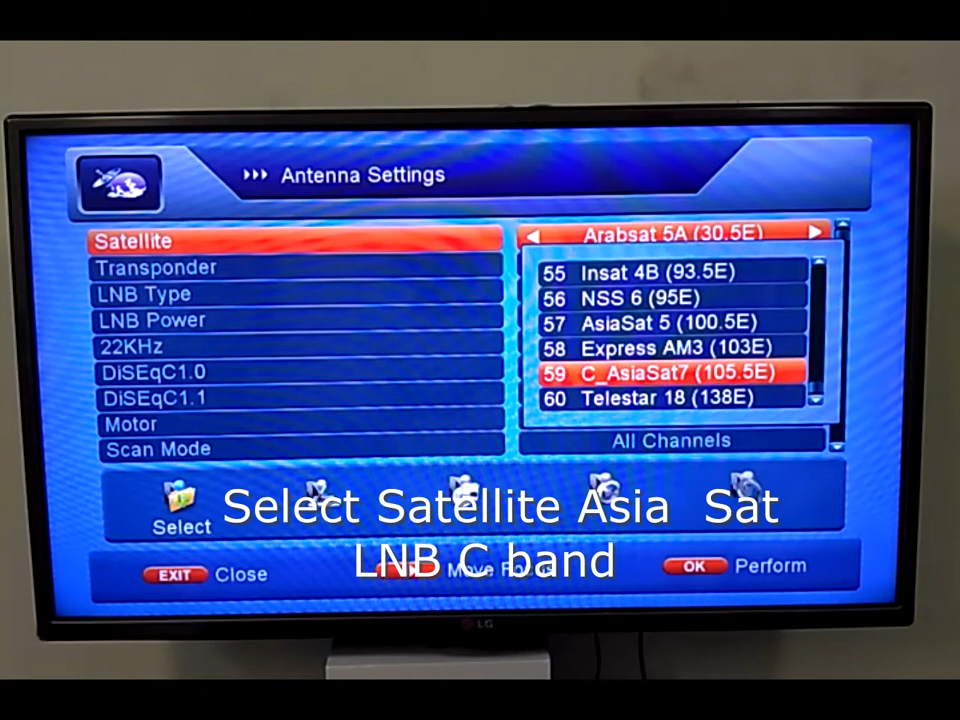 Antenna Settings
Satellite
Transponder
LNB Type
LNB Power
22KHz
DiSEqC1.0
DiSEqC1.1
Motor
Scan Mode
Arabsat 5A (30.5E)
55 Insat 4B (93.5E)
56 NSS 6 (95E)
57 AsiaSat 5 (100.5E)
58 Express AM3 (103E)
59 C_AsiaSat7 (105.5E)
60 Telestar 18 (138E)
All Channels
Select
Select Satellite Asia Sat
LNB C band
EXIT Close
Move Focus
OK Perform
LG